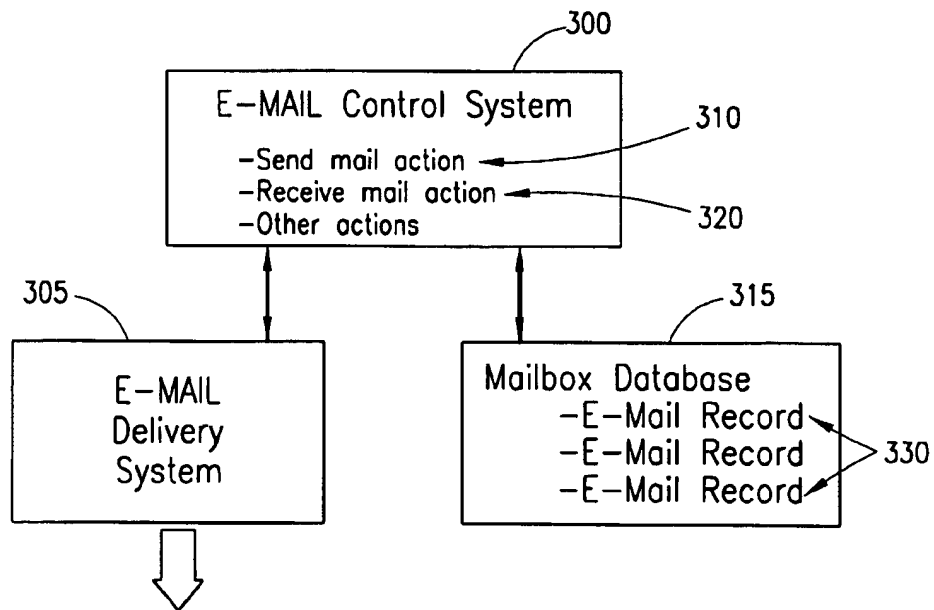 300
E-MAIL Control System
310
-Send mail action
-Receive mail action
320
-Other actions
305
315
E-MAIL
Delivery
System
Mailbox Database
-E-Mail Record
-E-Mail Record
330
-E-Mail Record